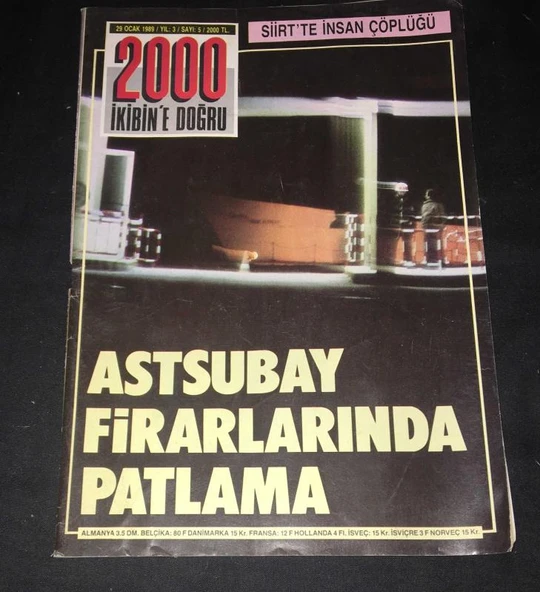 29 OCAK 1989 / YIL: 3 / SAYI: 5 / 2000 TL.
SİİRT'TE İNSAN ÇÖPLÜĞÜ
2000
İKİBİN'E DOĞRU
ASTSUBAY
FİRARLARINDA
PATLAMA
ALMANYA 3.5 DM. BELÇİKA: 80 F DANİMARKA 15 Kr. FRANSA: 12 F HOLLANDA 4 Fl. İSVEÇ: 15 Kr. İSVİÇRE 3 F NORVEÇ 15 Kr.